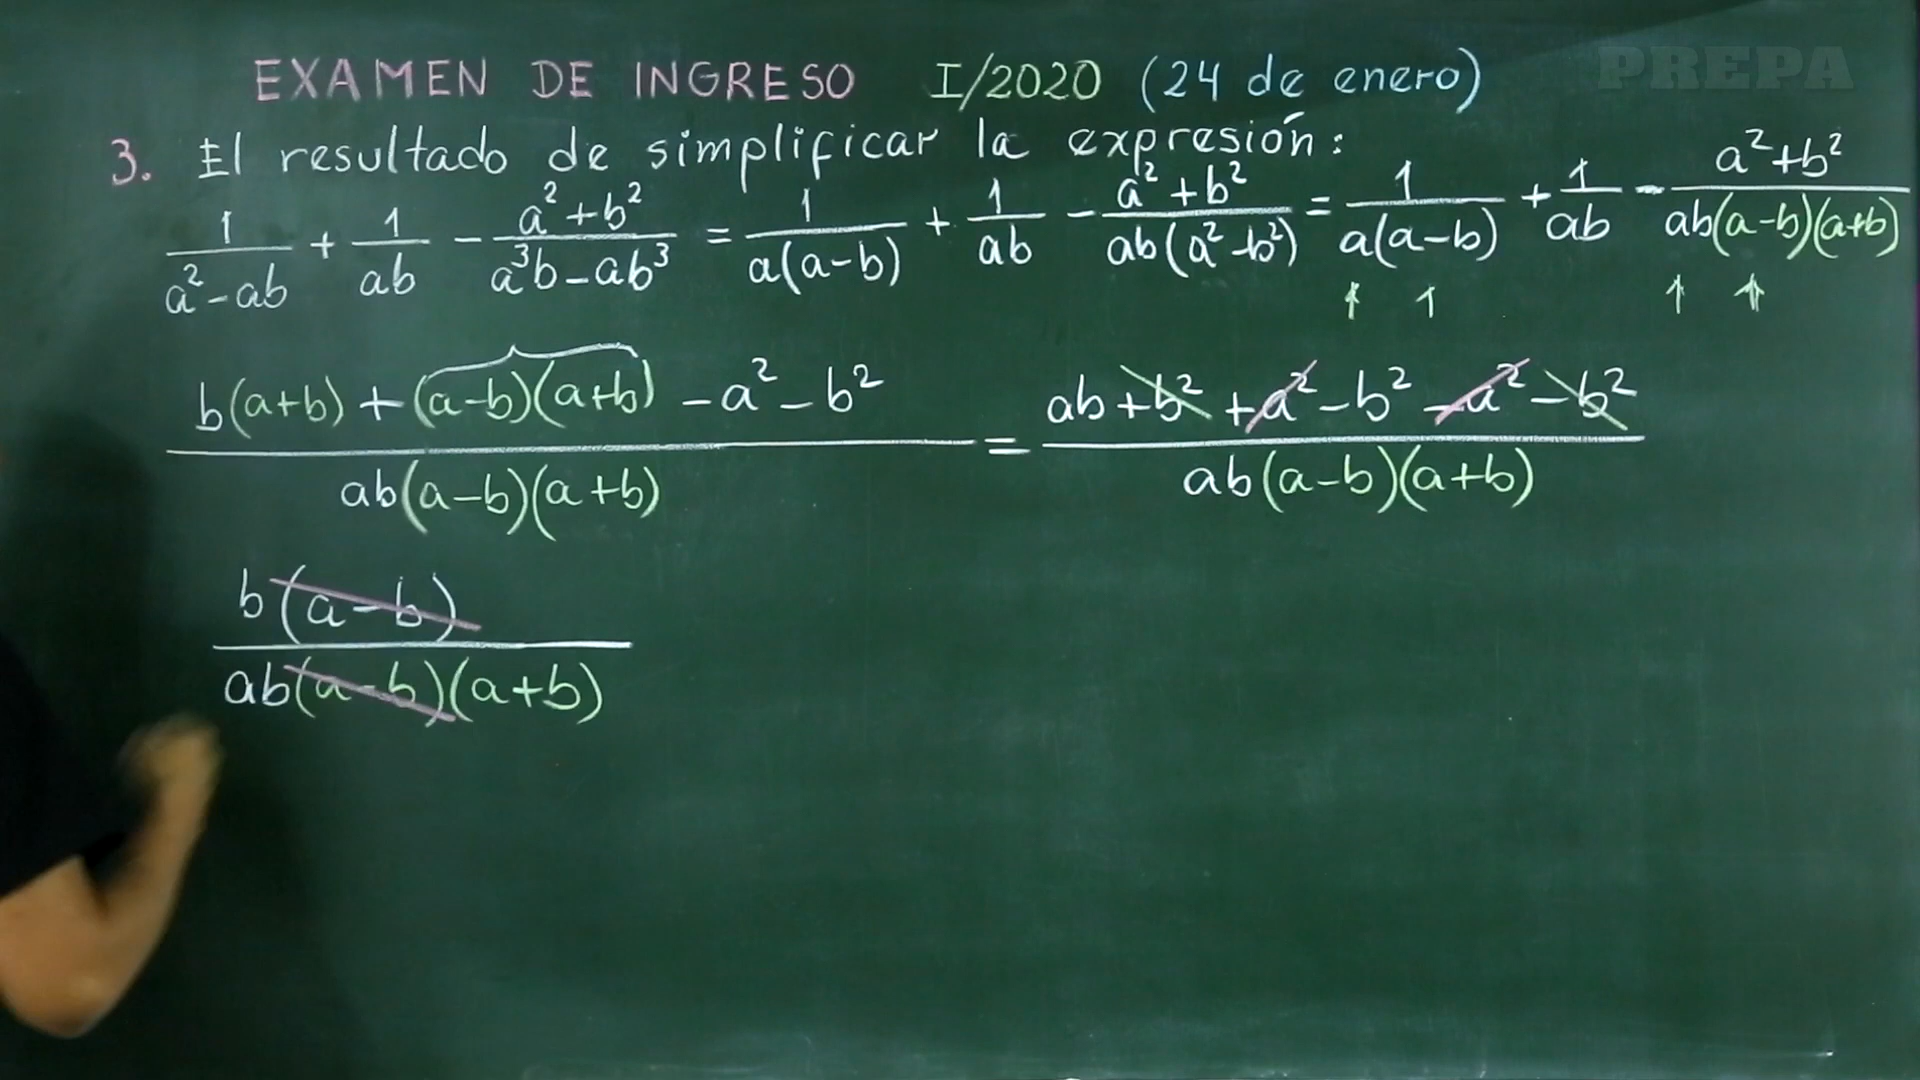 PREPA
EXAMEN DE INGRESO I/2020 (24 de enero)
3. El resultado de simplificar la expresión:
1/(a²-ab) + 1/(ab) - (a²+b²)/(a³b-ab³) = 1/(a(a-b)) + 1/(ab) - (a²+b²)/(ab(a²-b²)) = 1/(a(a-b)) + 1/(ab) - (a²+b²)/(ab(a-b)(a+b))
↑ ↑ ↑ ↑
b(a+b) + (a-b)(a+b) - a² - b² = ab + b² + a² - b² - a² - b²
ab(a-b)(a+b) ab(a-b)(a+b)
b(a-b)
ab(a-b)(a+b)